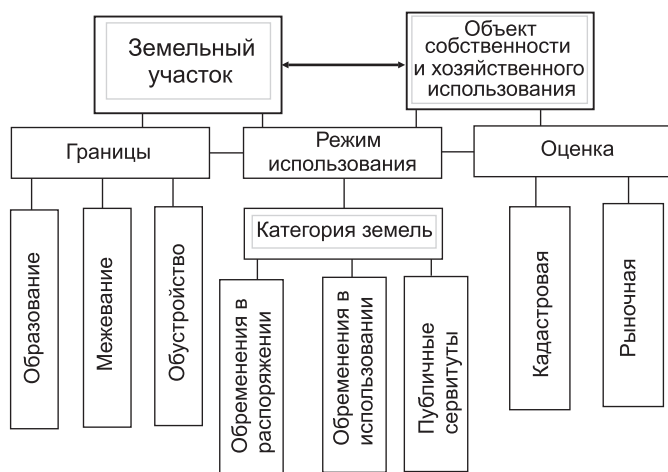 Земельный
участок
Объект
собственности
и хозяйственного
использования
Границы
Режим
использования
Оценка
Категория земель
Образование
Межевание
Обустройство
Обременения в
распоряжении
Обременения в
использовании
Публичные
сервитуты
Кадастровая
Рыночная